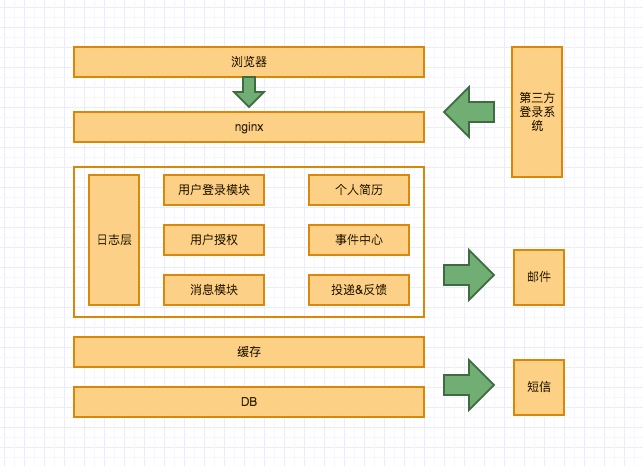 浏览器
nginx
第三方
登录系
统
日志层
用户登录模块
个人简历
用户授权
事件中心
消息模块
投递&反馈
邮件
缓存
DB
短信